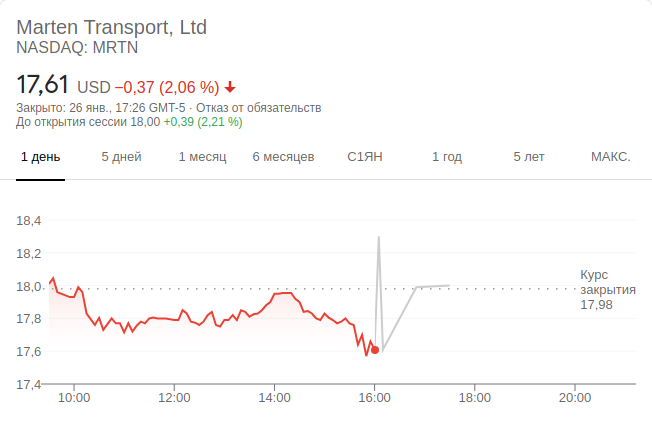 Marten Transport, Ltd
NASDAQ: MRTN
17,61 USD −0,37 (2,06 %)
Закрыто: 26 янв., 17:26 GMT-5 · Отказ от обязательств
До открытия сессии 18,00 +0,39 (2,21 %)
1 день 5 дней 1 месяц 6 месяцев С1ЯН 1 год 5 лет МАКС.
18,4
18,2
18,0
17,8
17,6
17,4
Курс
закрытия
17,98
10:00 12:00 14:00 16:00 18:00 20:00